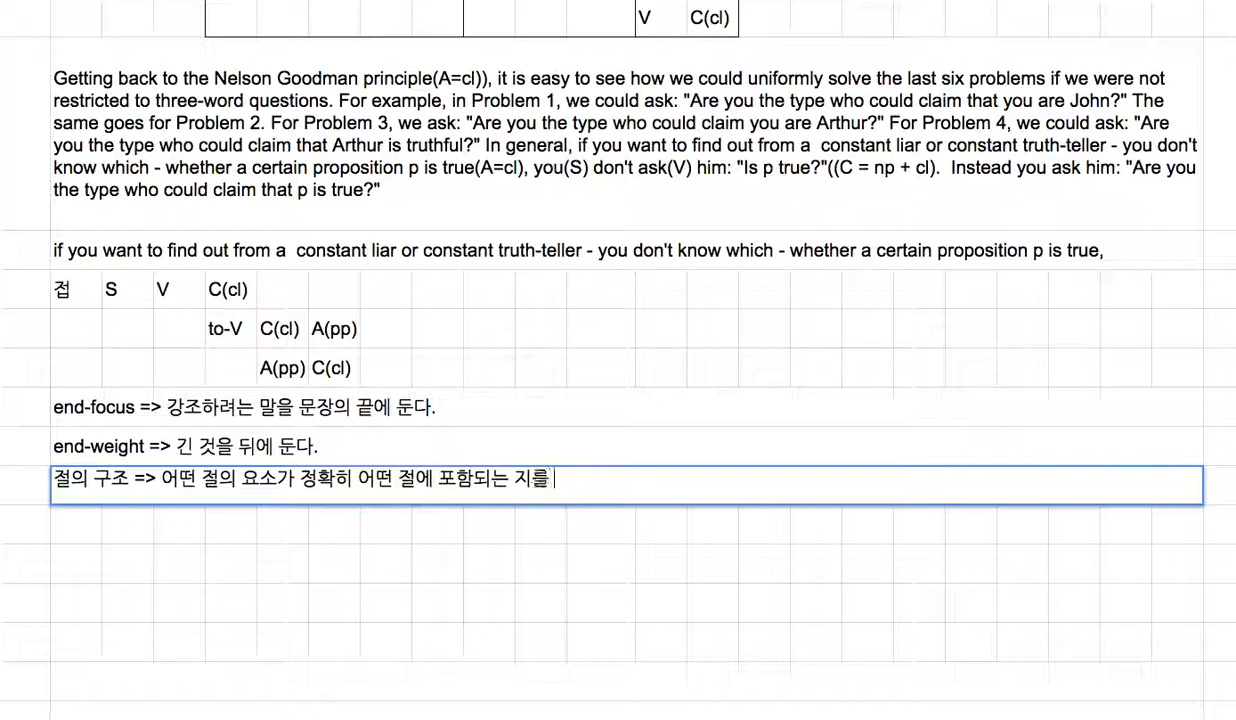 V C(cl)
Getting back to the Nelson Goodman principle(A=cl)), it is easy to see how we could uniformly solve the last six problems if we were not
restricted to three-word questions. For example, in Problem 1, we could ask: "Are you the type who could claim that you are John?" The
same goes for Problem 2. For Problem 3, we ask: "Are you the type who could claim you are Arthur?" For Problem 4, we could ask: "Are
you the type who could claim that Arthur is truthful?" In general, if you want to find out from a  constant liar or constant truth-teller - you don't
know which - whether a certain proposition p is true(A=cl), you(S) don't ask(V) him: "Is p true?"((C = np + cl).  Instead you ask him: "Are you
the type who could claim that p is true?"
if you want to find out from a  constant liar or constant truth-teller - you don't know which - whether a certain proposition p is true,
접 S V C(cl)
to-V C(cl) A(pp)
A(pp) C(cl)
end-focus => 강조하려는 말을 문장의 끝에 둔다.
end-weight => 긴 것을 뒤에 둔다.
절의 구조 => 어떤 절의 요소가 정확히 어떤 절에 포함되는 지를